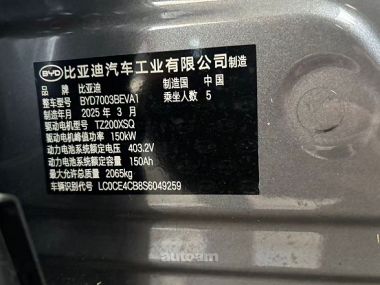 BYD 比亚迪汽车工业有限公司制造
品 牌 比亚迪 制造国 中国
整车型号 BYD7003BEVA1 乘坐人数 5
制造年月 2025 年 3 月
驱动电机型号 TZ200XSQ
驱动电机峰值功率 150kW
动力电池系统额定电压 403.2V
动力电池系统额定容量 150Ah
最大允许总质量 2065kg
车辆识别代号 LC0CE4CB8S6049259
autoam